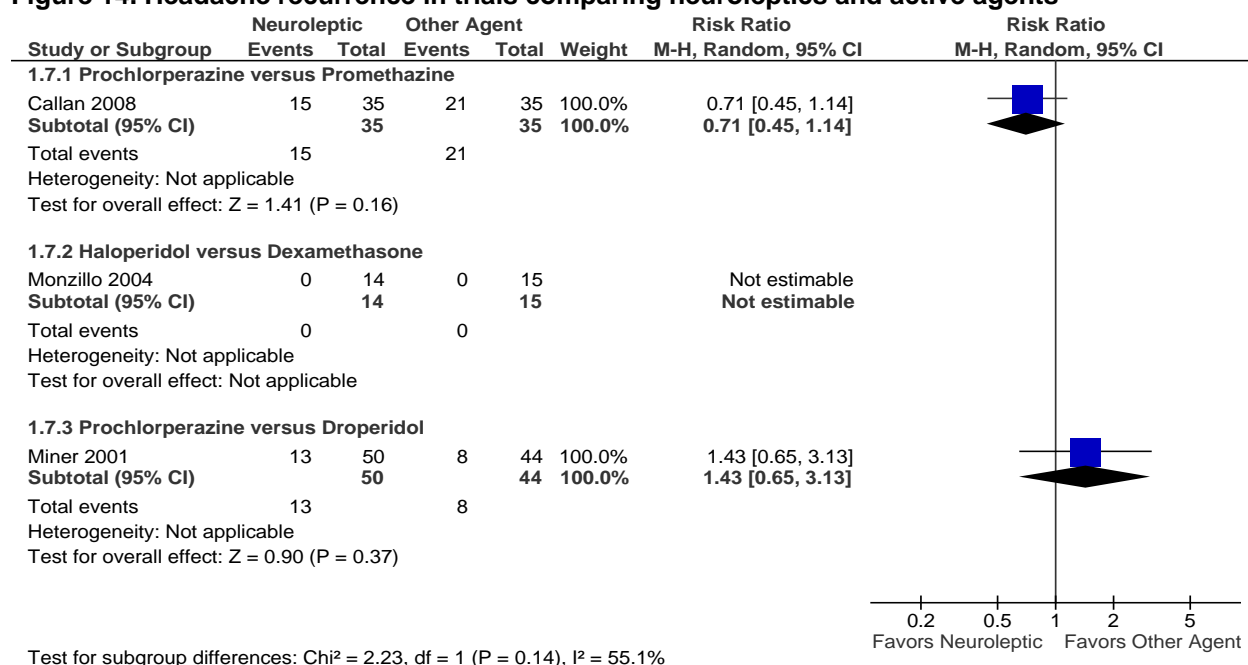 Figure 14. Headache recurrence in trials comparing neuroleptics and active agents
Neuroleptic Other Agent Risk Ratio Risk Ratio
Study or Subgroup Events Total Events Total Weight M-H, Random, 95% CI M-H, Random, 95% CI
1.7.1 Prochlorperazine versus Promethazine
Callan 2008 15 35 21 35 100.0% 0.71 [0.45, 1.14]
Subtotal (95% CI) 35 35 100.0% 0.71 [0.45, 1.14]
Total events 15 21
Heterogeneity: Not applicable
Test for overall effect: Z = 1.41 (P = 0.16)
1.7.2 Haloperidol versus Dexamethasone
Monzillo 2004 0 14 0 15 Not estimable
Subtotal (95% CI) 14 15 Not estimable
Total events 0 0
Heterogeneity: Not applicable
Test for overall effect: Not applicable
1.7.3 Prochlorperazine versus Droperidol
Miner 2001 13 50 8 44 100.0% 1.43 [0.65, 3.13]
Subtotal (95% CI) 50 44 100.0% 1.43 [0.65, 3.13]
Total events 13 8
Heterogeneity: Not applicable
Test for overall effect: Z = 0.90 (P = 0.37)
0.2 0.5 1 2 5
Favors Neuroleptic Favors Other Agent
Test for subgroup differences: Chi² = 2.23, df = 1 (P = 0.14), I² = 55.1%